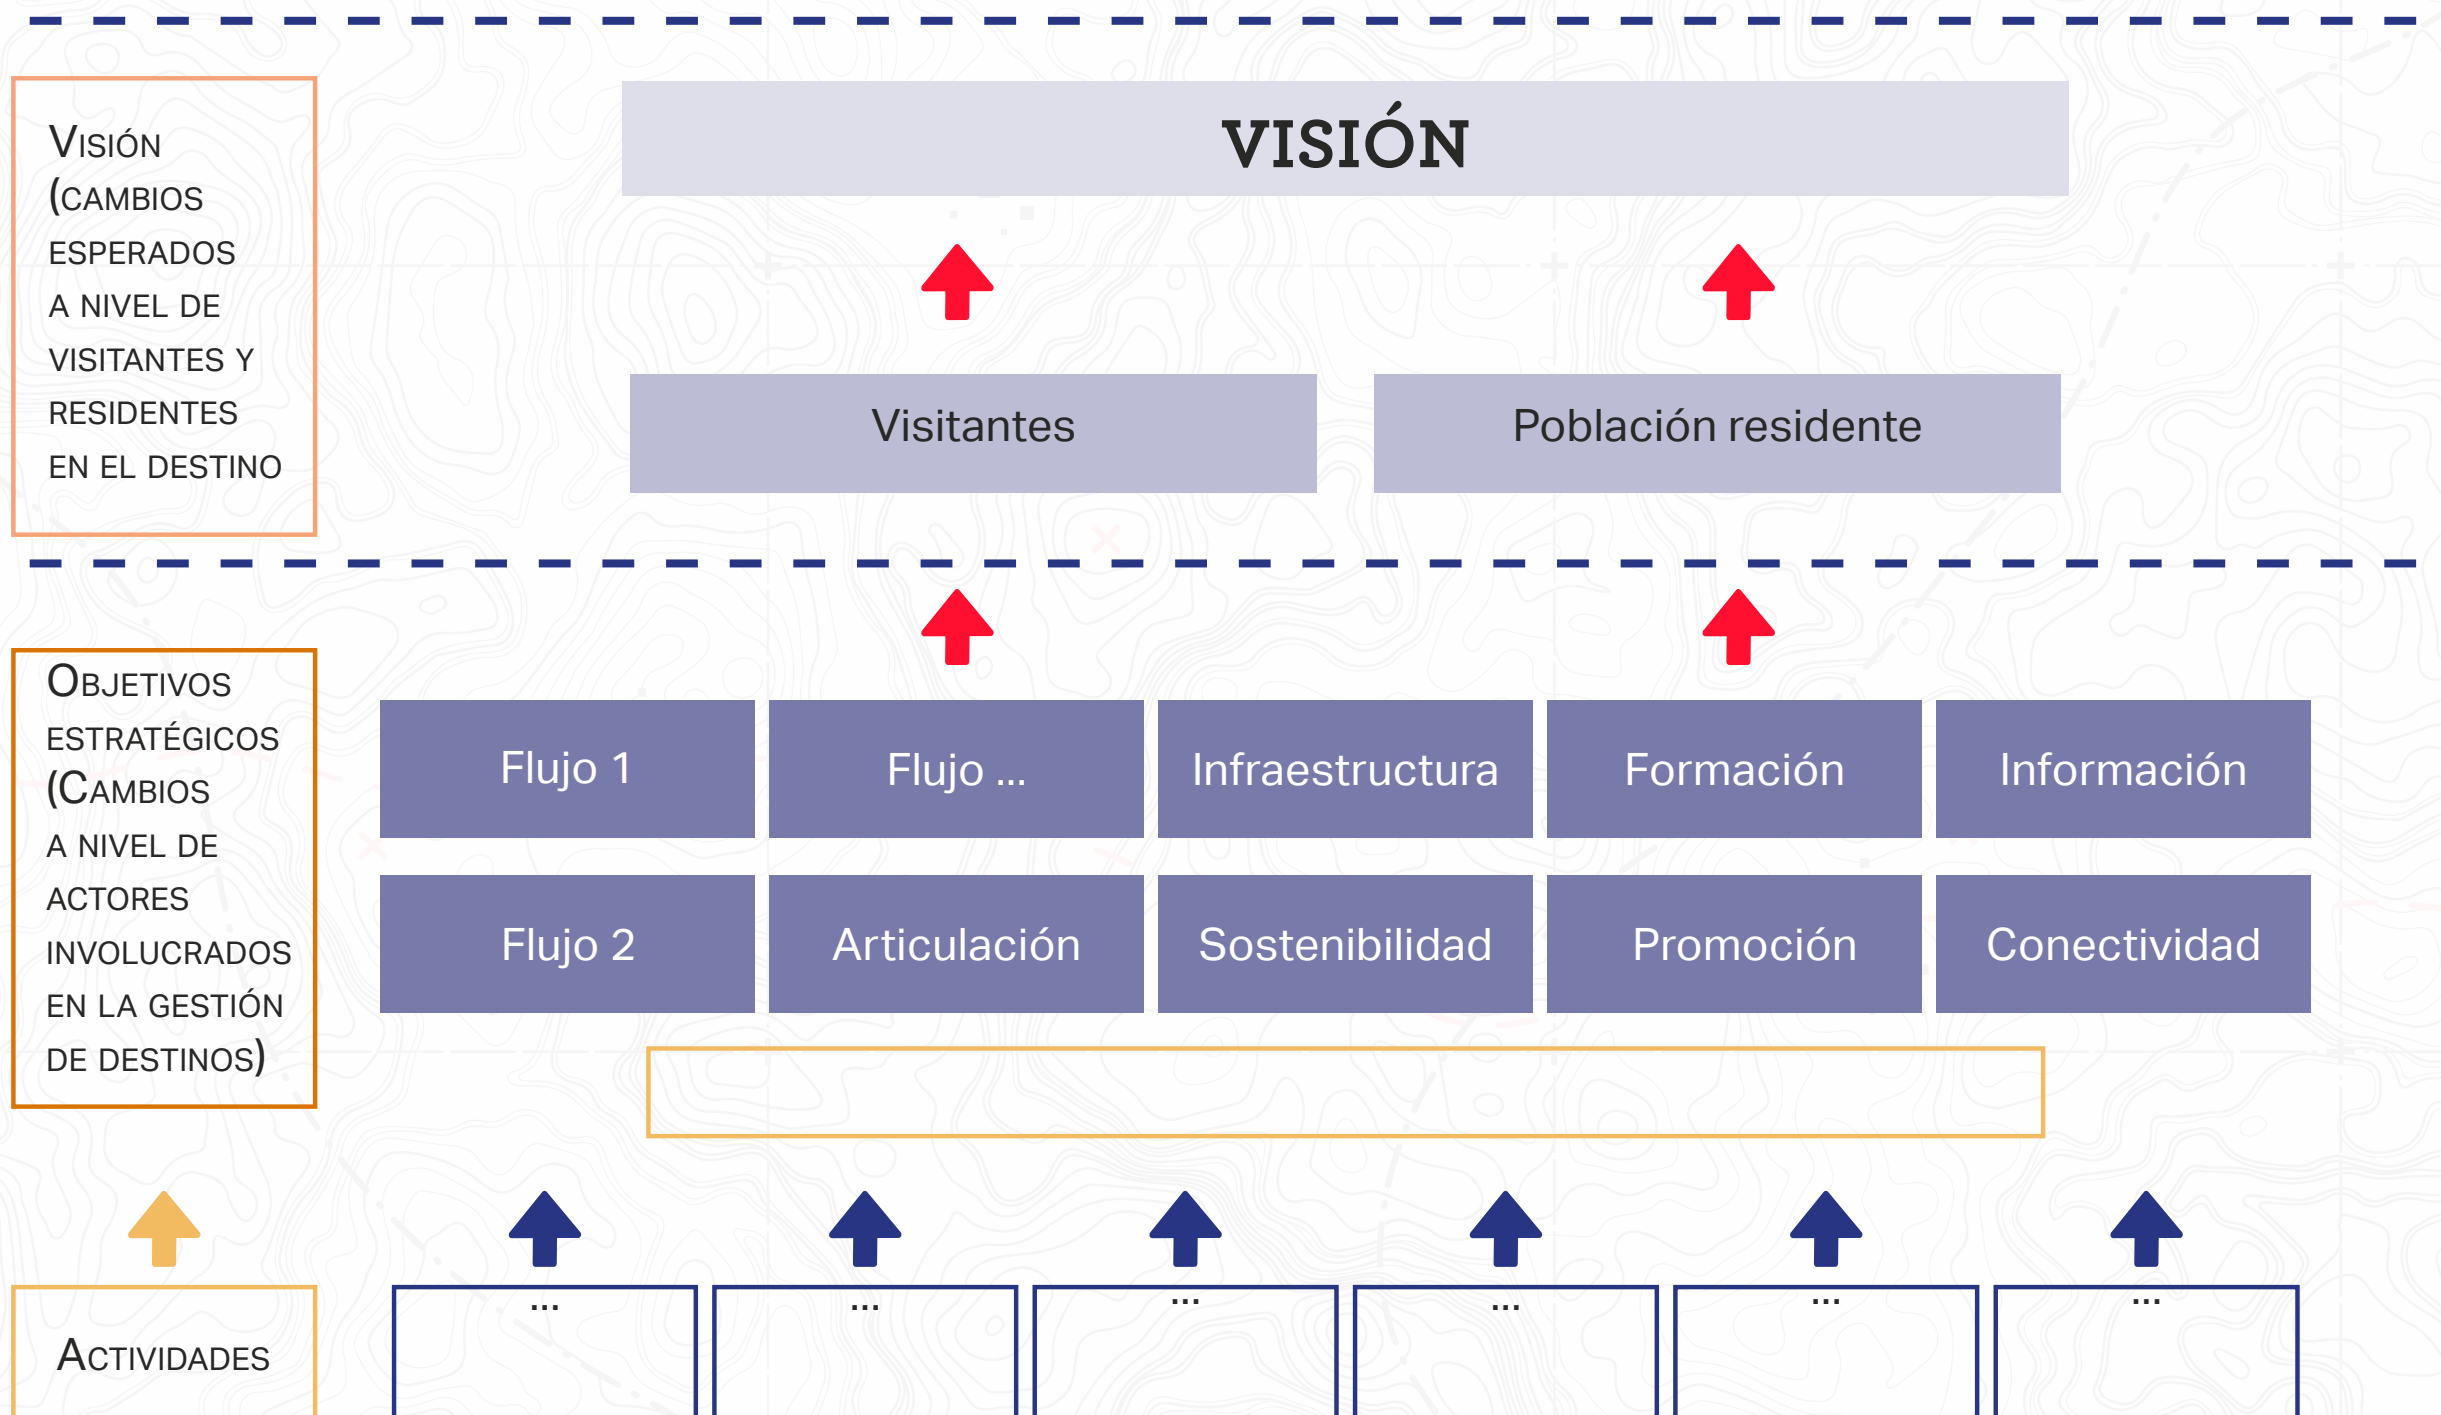 Visión
(cambios
esperados
a nivel de
visitantes y
residentes
en el destino
VISIÓN
Visitantes
Población residente
Objetivos
estratégicos
(Cambios
a nivel de
actores
involucrados
en la gestión
de destinos)
Flujo 1
Flujo ...
Infraestructura
Formación
Información
Flujo 2
Articulación
Sostenibilidad
Promoción
Conectividad
Actividades
...
...
...
...
...
...